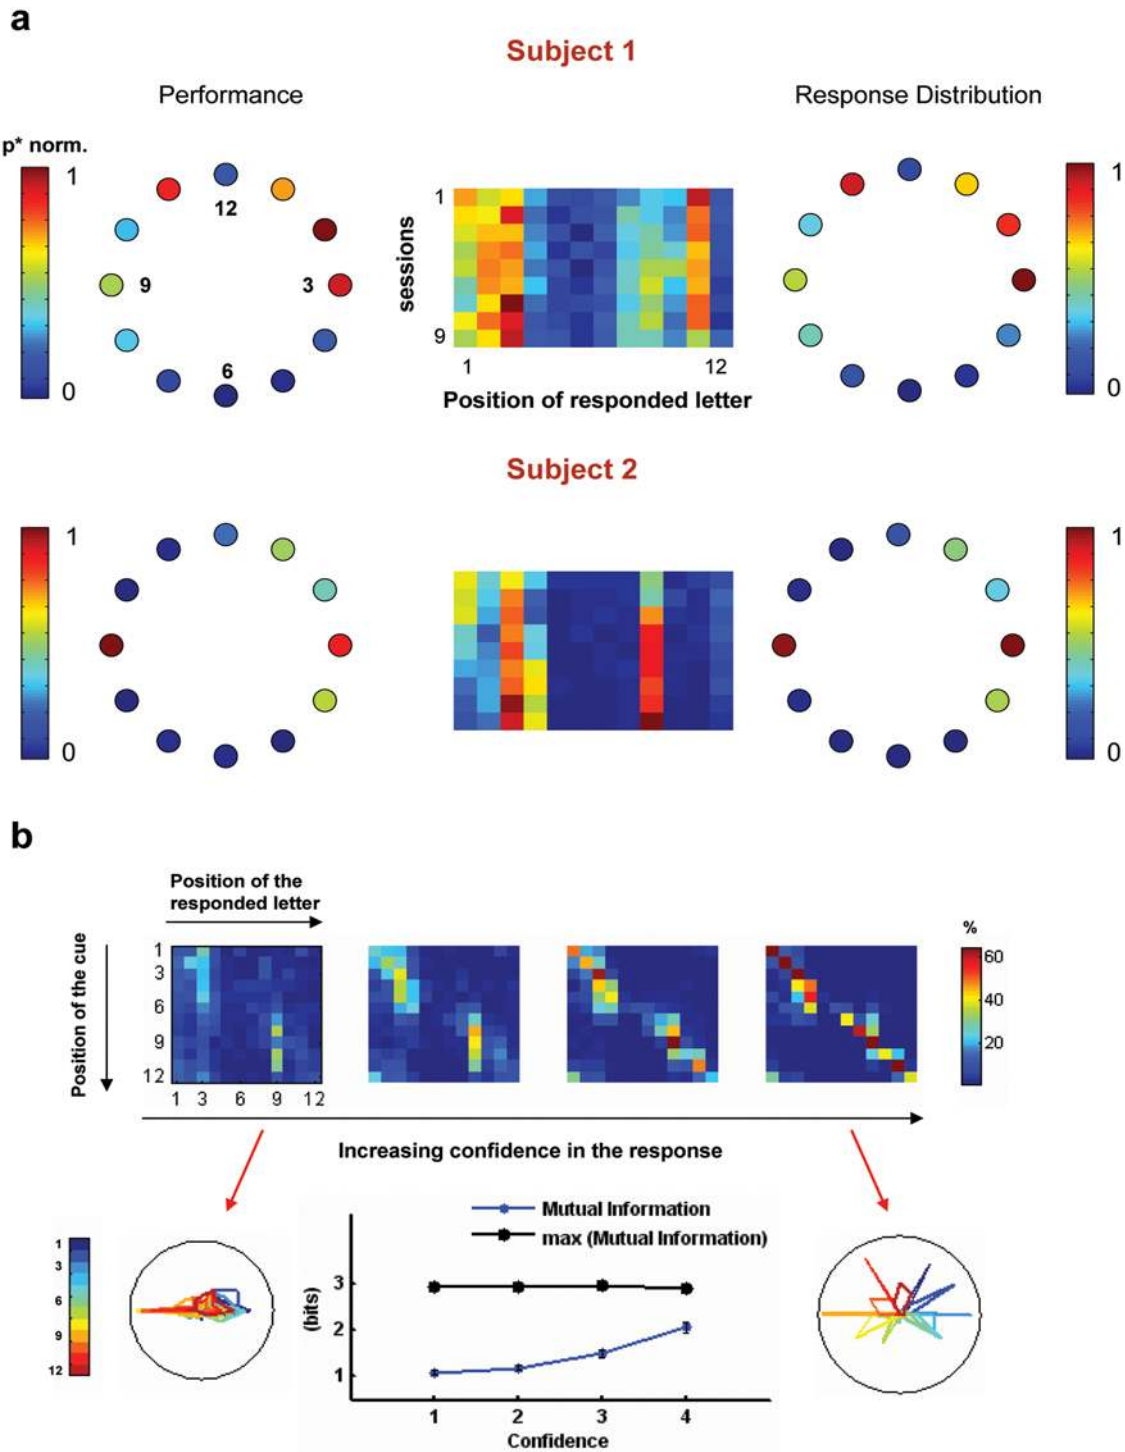 a
Subject 1
Performance
Response Distribution
p* norm.
1
0
12
9
3
6
sessions
1
9
1
12
Position of responded letter
1
0
Subject 2
1
0
1
0
b
Position of the
responded letter
Position of the cue
1
3
6
9
12
1 3 6 9 12
%
60
40
20
Increasing confidence in the response
1
3
6
9
12
Mutual Information
max (Mutual Information)
(bits)
3
2
1
1 2 3 4
Confidence